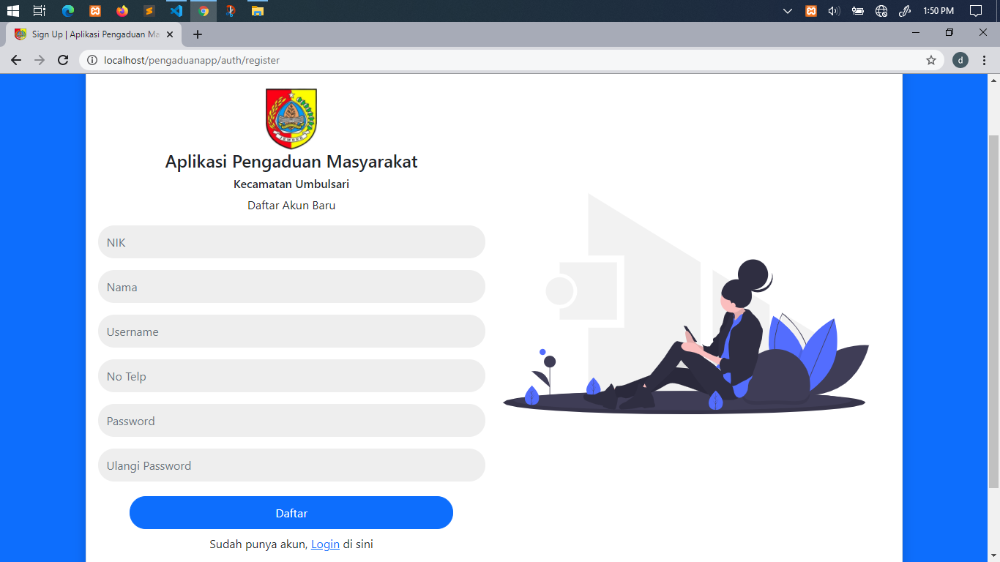 1:50 PM
Sign Up | Aplikasi Pengaduan Ma
localhost/pengaduanapp/auth/register
d
JEMBER
Aplikasi Pengaduan Masyarakat
Kecamatan Umbulsari
Daftar Akun Baru
NIK
Nama
Username
No Telp
Password
Ulangi Password
Daftar
Sudah punya akun, Login di sini